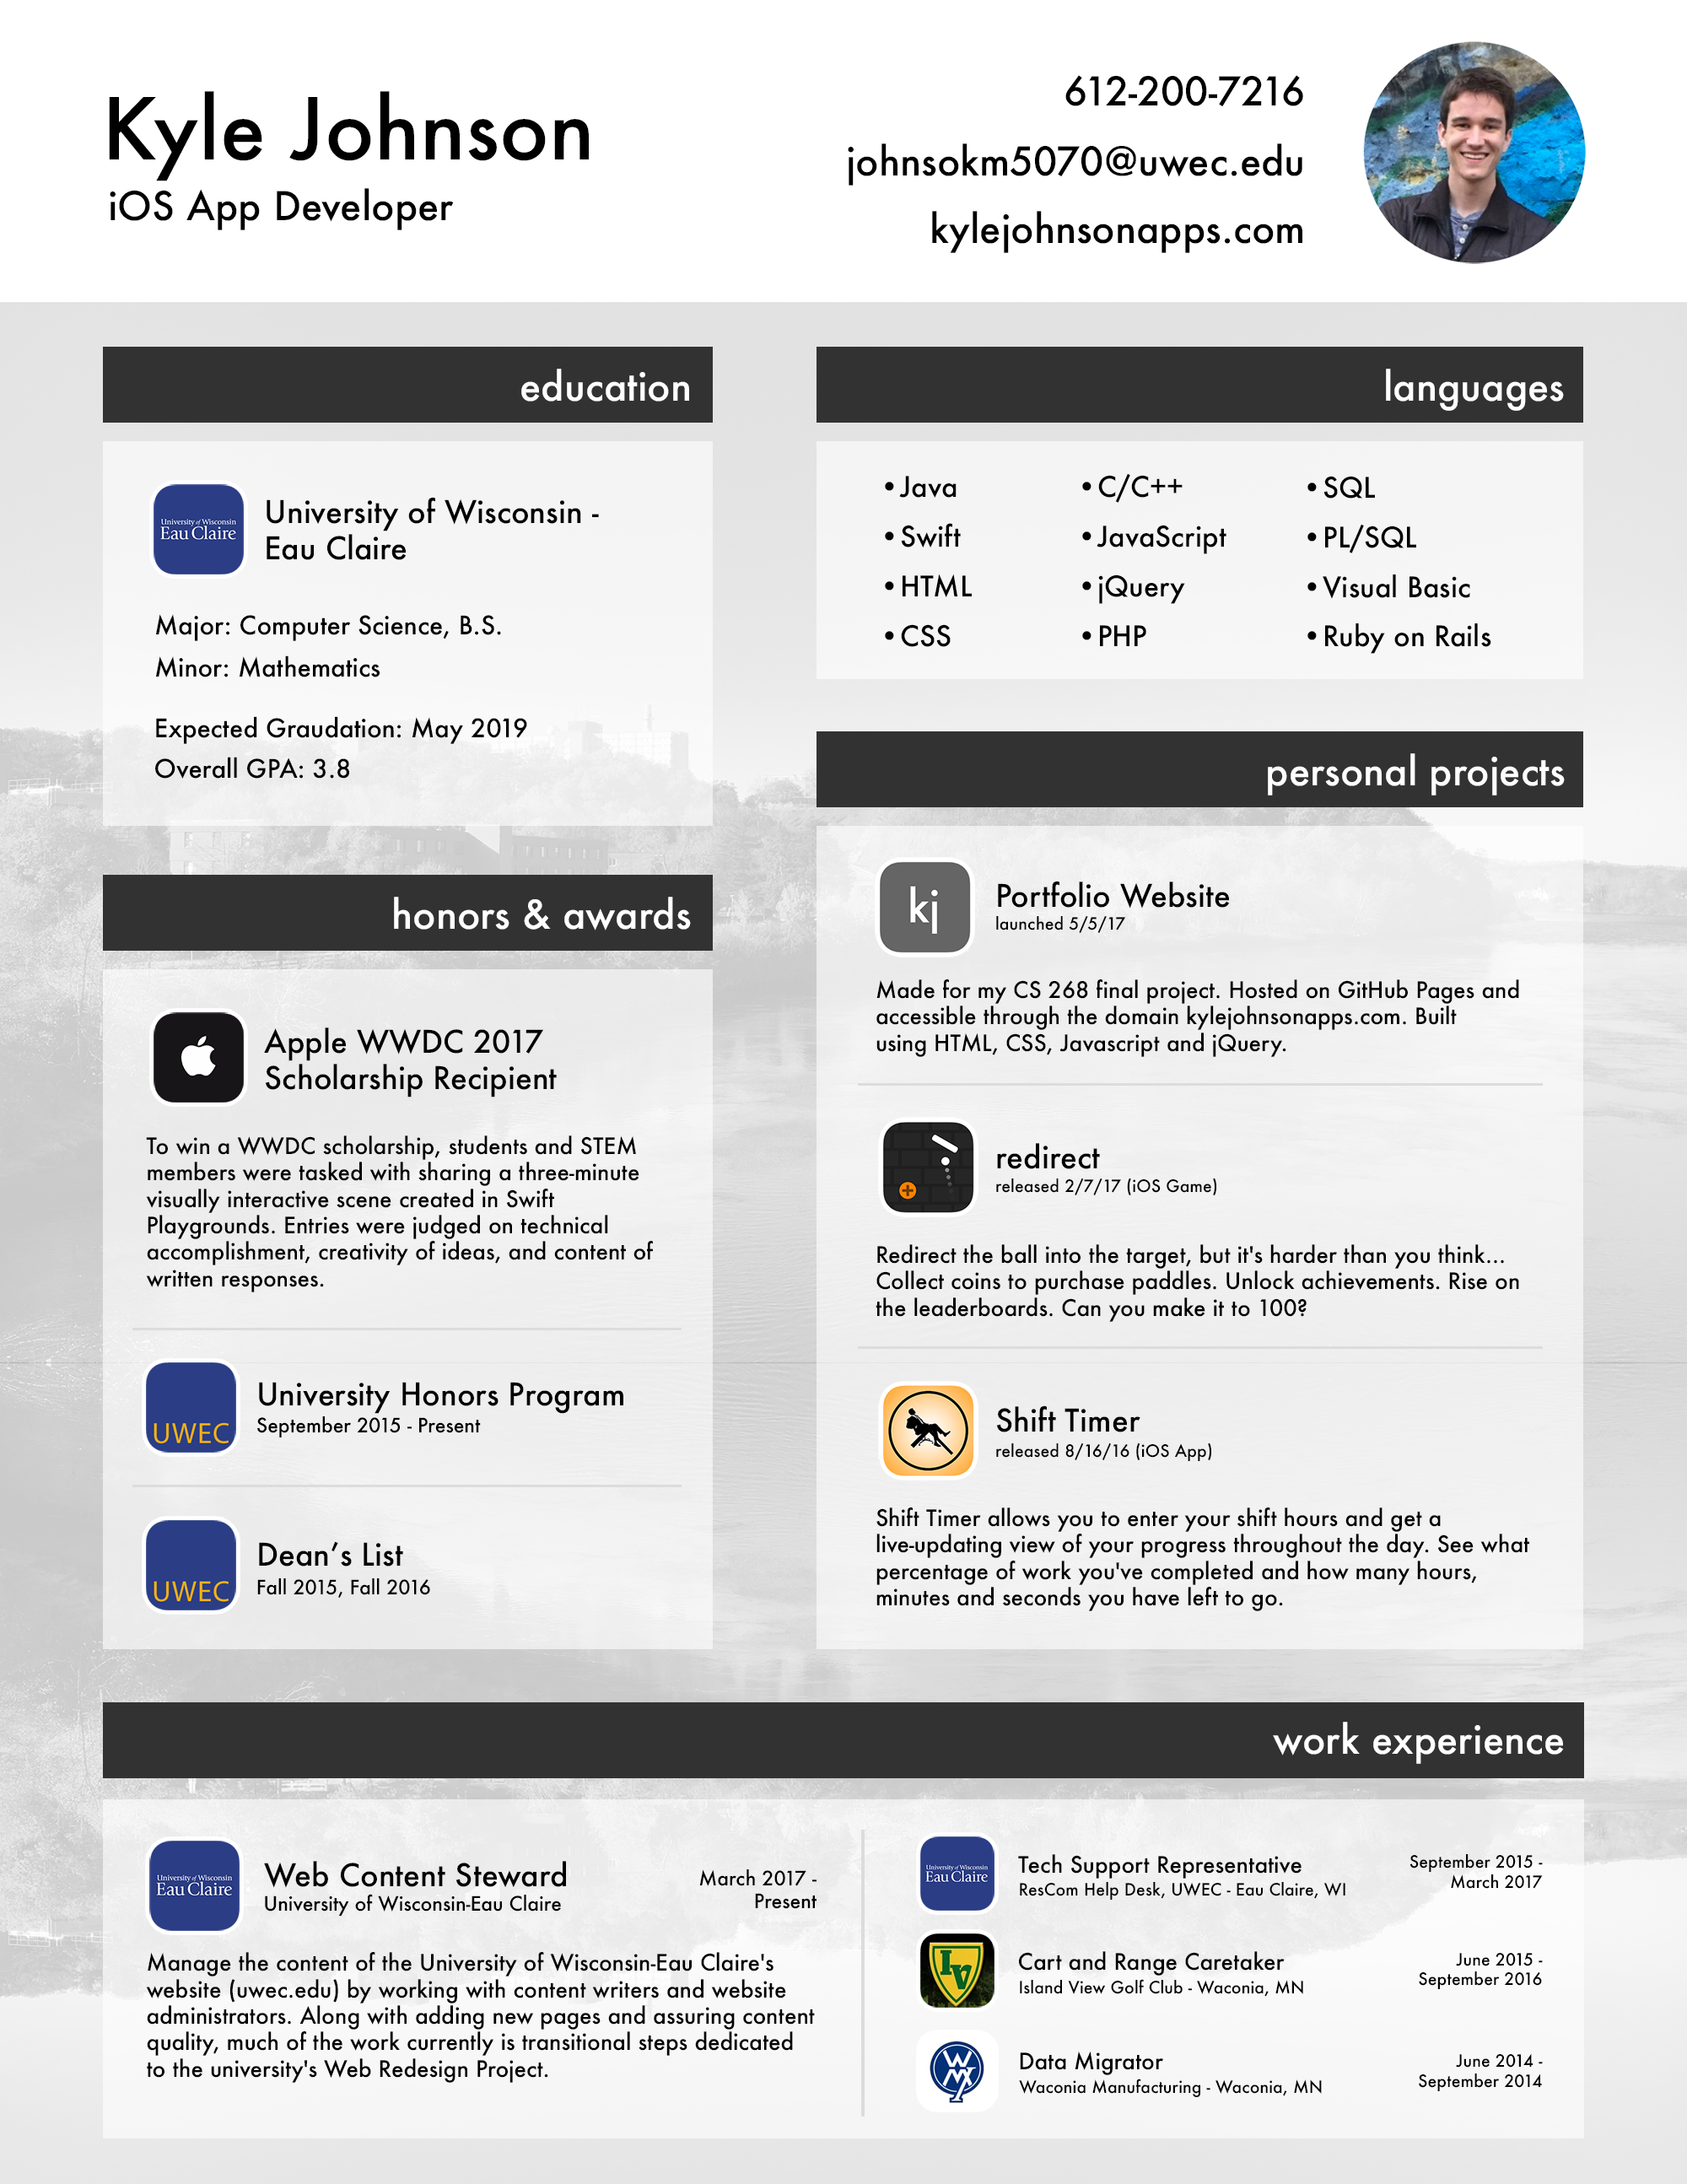 Kyle Johnson
iOS App Developer
612-200-7216
johnsokm5070@uwec.edu
kylejohnsonapps.com
education
University of Wisconsin
Eau Claire
University of Wisconsin -
Eau Claire
Major: Computer Science, B.S.
Minor: Mathematics
Expected Graudation: May 2019
Overall GPA: 3.8
honors & awards
Apple WWDC 2017
Scholarship Recipient
To win a WWDC scholarship, students and STEM
members were tasked with sharing a three-minute
visually interactive scene created in Swift
Playgrounds. Entries were judged on technical
accomplishment, creativity of ideas, and content of
written responses.
UWEC
University Honors Program
September 2015 - Present
UWEC
Dean’s List
Fall 2015, Fall 2016
languages
•Java
•Swift
•HTML
•CSS
•C/C++
•JavaScript
•jQuery
•PHP
•SQL
•PL/SQL
•Visual Basic
•Ruby on Rails
personal projects
kj
Portfolio Website
launched 5/5/17
Made for my CS 268 final project. Hosted on GitHub Pages and
accessible through the domain kylejohnsonapps.com. Built
using HTML, CSS, Javascript and jQuery.
redirect
released 2/7/17 (iOS Game)
Redirect the ball into the target, but it's harder than you think...
Collect coins to purchase paddles. Unlock achievements. Rise on
the leaderboards. Can you make it to 100?
Shift Timer
released 8/16/16 (iOS App)
Shift Timer allows you to enter your shift hours and get a
live-updating view of your progress throughout the day. See what
percentage of work you've completed and how many hours,
minutes and seconds you have left to go.
work experience
University of Wisconsin
Eau Claire
Web Content Steward
University of Wisconsin-Eau Claire
March 2017 -
Present
Manage the content of the University of Wisconsin-Eau Claire's
website (uwec.edu) by working with content writers and website
administrators. Along with adding new pages and assuring content
quality, much of the work currently is transitional steps dedicated
to the university's Web Redesign Project.
University of Wisconsin
Eau Claire
Tech Support Representative
ResCom Help Desk, UWEC - Eau Claire, WI
September 2015 -
March 2017
IV
Cart and Range Caretaker
Island View Golf Club - Waconia, MN
June 2015 -
September 2016
Data Migrator
Waconia Manufacturing - Waconia, MN
June 2014 -
September 2014